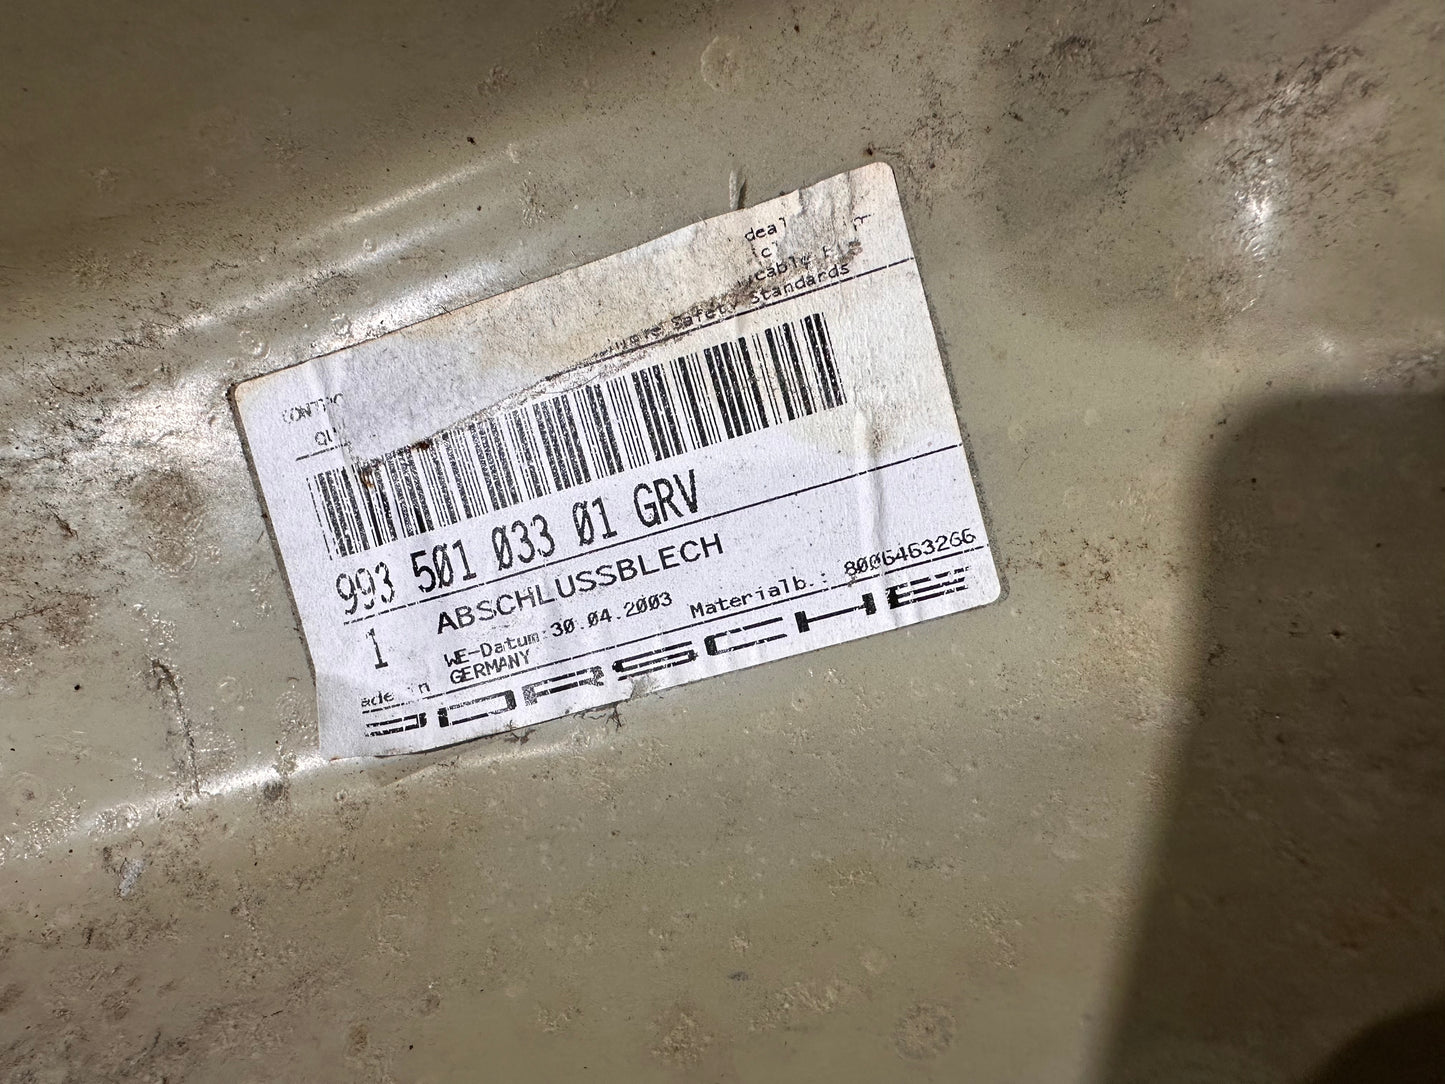 Safety Standards
993 501 033 01 GRV
1 ABSCHLUSSBLECH
WE-Datum:30.04.2003 Materialb.: 8006463266
GERMANY
PORSCHE